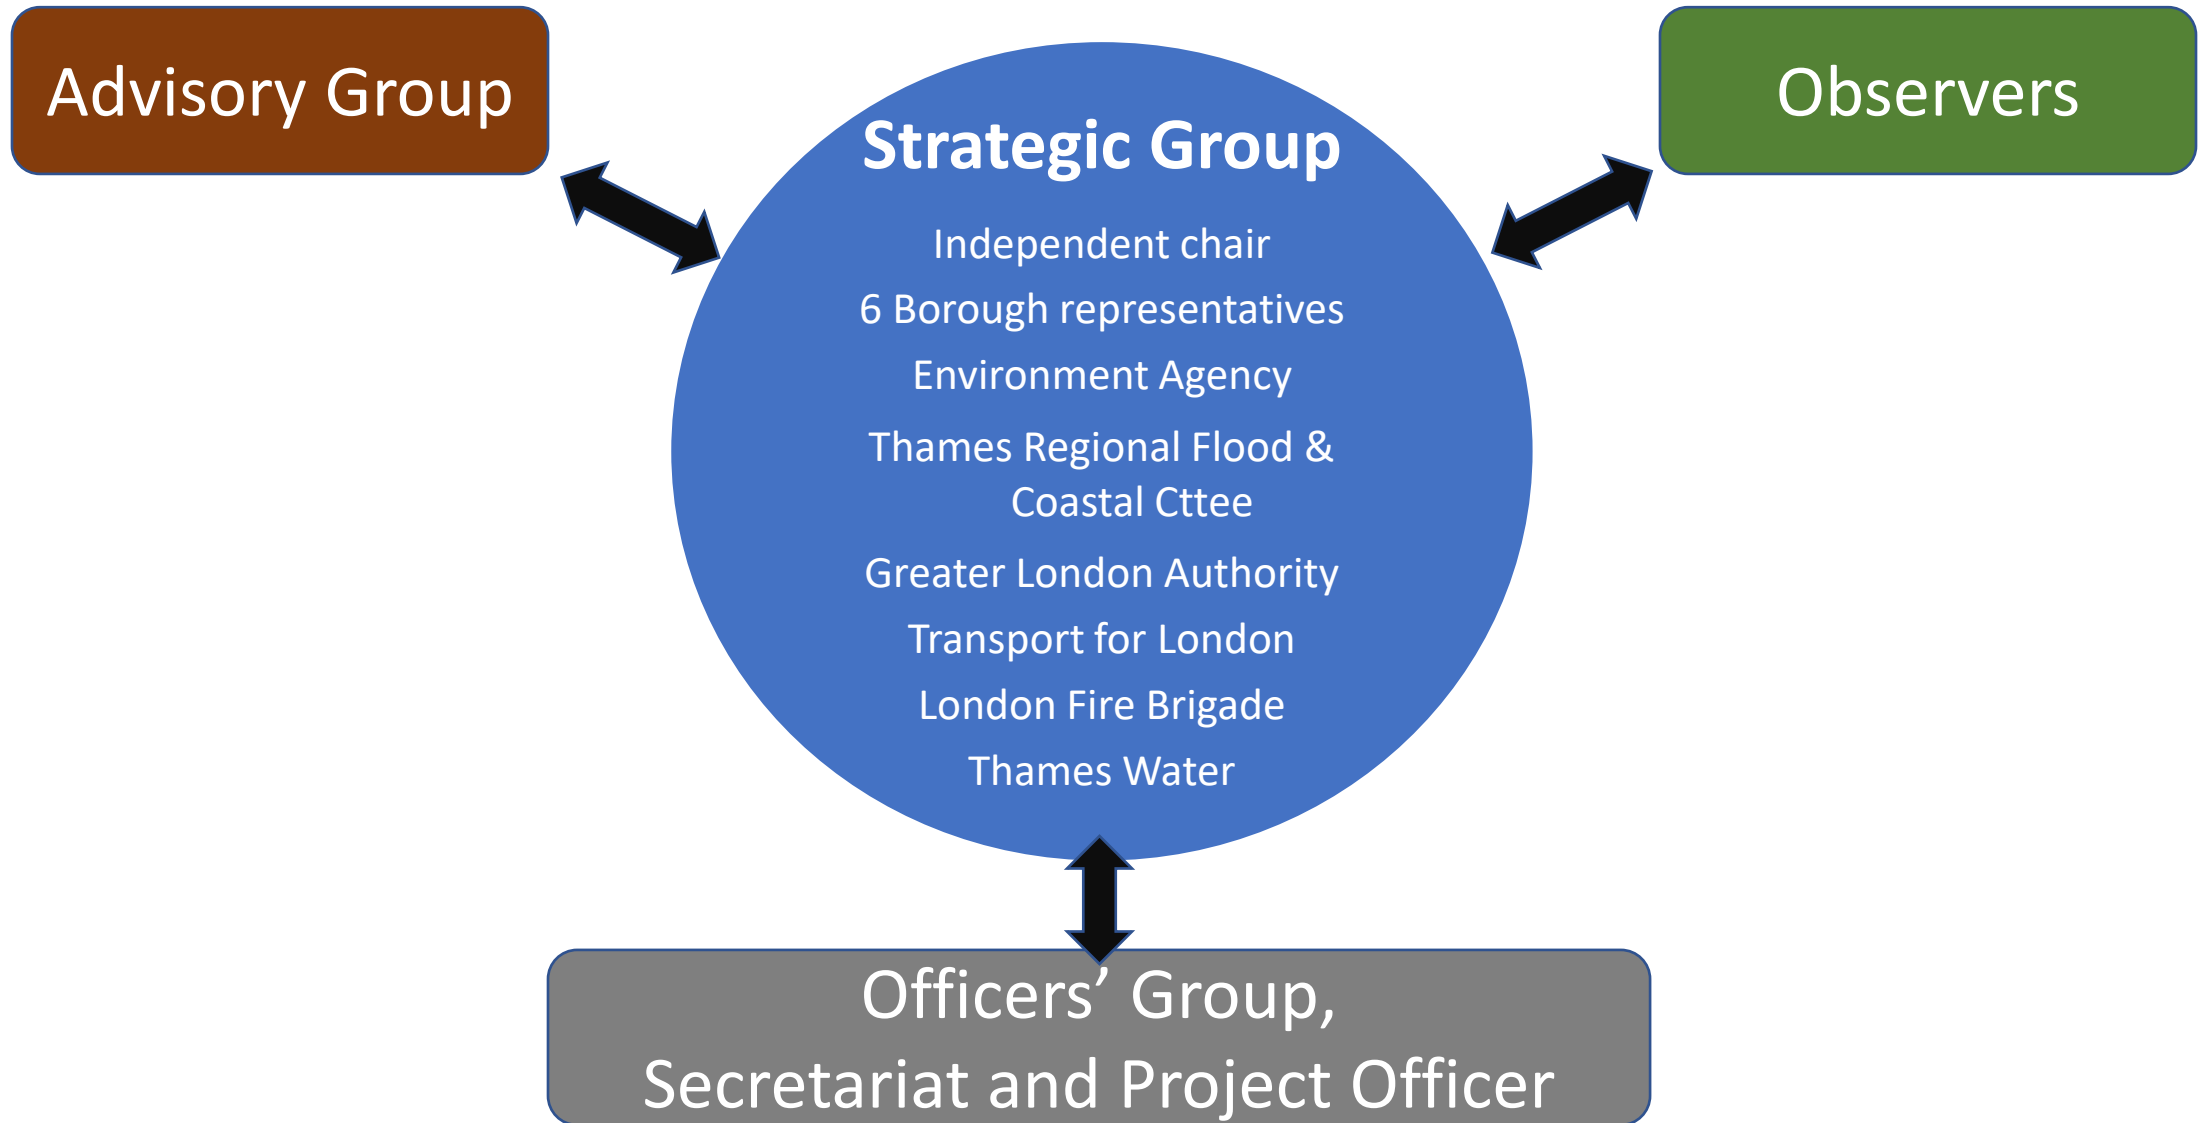 Advisory Group
Observers
Strategic Group
Independent chair
6 Borough representatives
Environment Agency
Thames Regional Flood &
Coastal Cttee
Greater London Authority
Transport for London
London Fire Brigade
Thames Water
Officers’ Group,
Secretariat and Project Officer